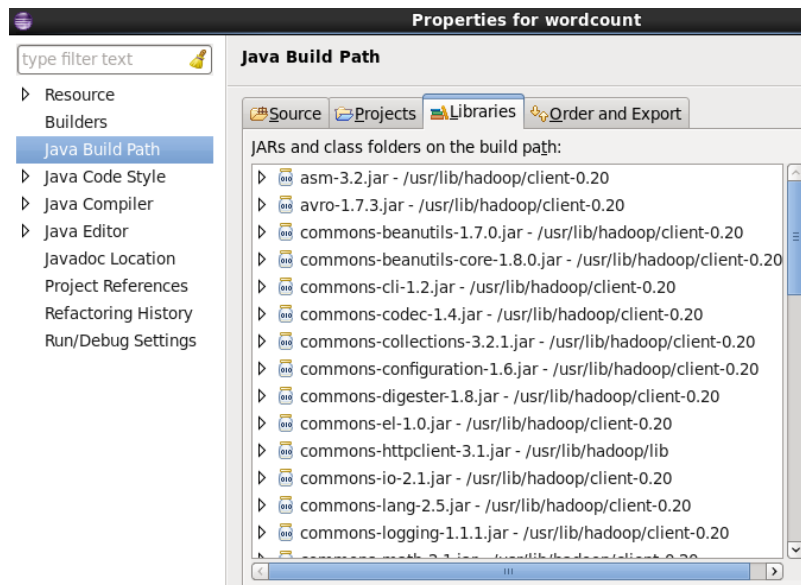 Properties for wordcount
type filter text
Resource
Builders
Java Build Path
Java Code Style
Java Compiler
Java Editor
Javadoc Location
Project References
Refactoring History
Run/Debug Settings
Java Build Path
Source Projects Libraries Order and Export
JARs and class folders on the build path:
asm-3.2.jar - /usr/lib/hadoop/client-0.20
avro-1.7.3.jar - /usr/lib/hadoop/client-0.20
commons-beanutils-1.7.0.jar - /usr/lib/hadoop/client-0.20
commons-beanutils-core-1.8.0.jar - /usr/lib/hadoop/client-0.20
commons-cli-1.2.jar - /usr/lib/hadoop/client-0.20
commons-codec-1.4.jar - /usr/lib/hadoop/client-0.20
commons-collections-3.2.1.jar - /usr/lib/hadoop/client-0.20
commons-configuration-1.6.jar - /usr/lib/hadoop/client-0.20
commons-digester-1.8.jar - /usr/lib/hadoop/client-0.20
commons-el-1.0.jar - /usr/lib/hadoop/client-0.20
commons-httpclient-3.1.jar - /usr/lib/hadoop/lib
commons-io-2.1.jar - /usr/lib/hadoop/client-0.20
commons-lang-2.5.jar - /usr/lib/hadoop/client-0.20
commons-logging-1.1.1.jar - /usr/lib/hadoop/client-0.20